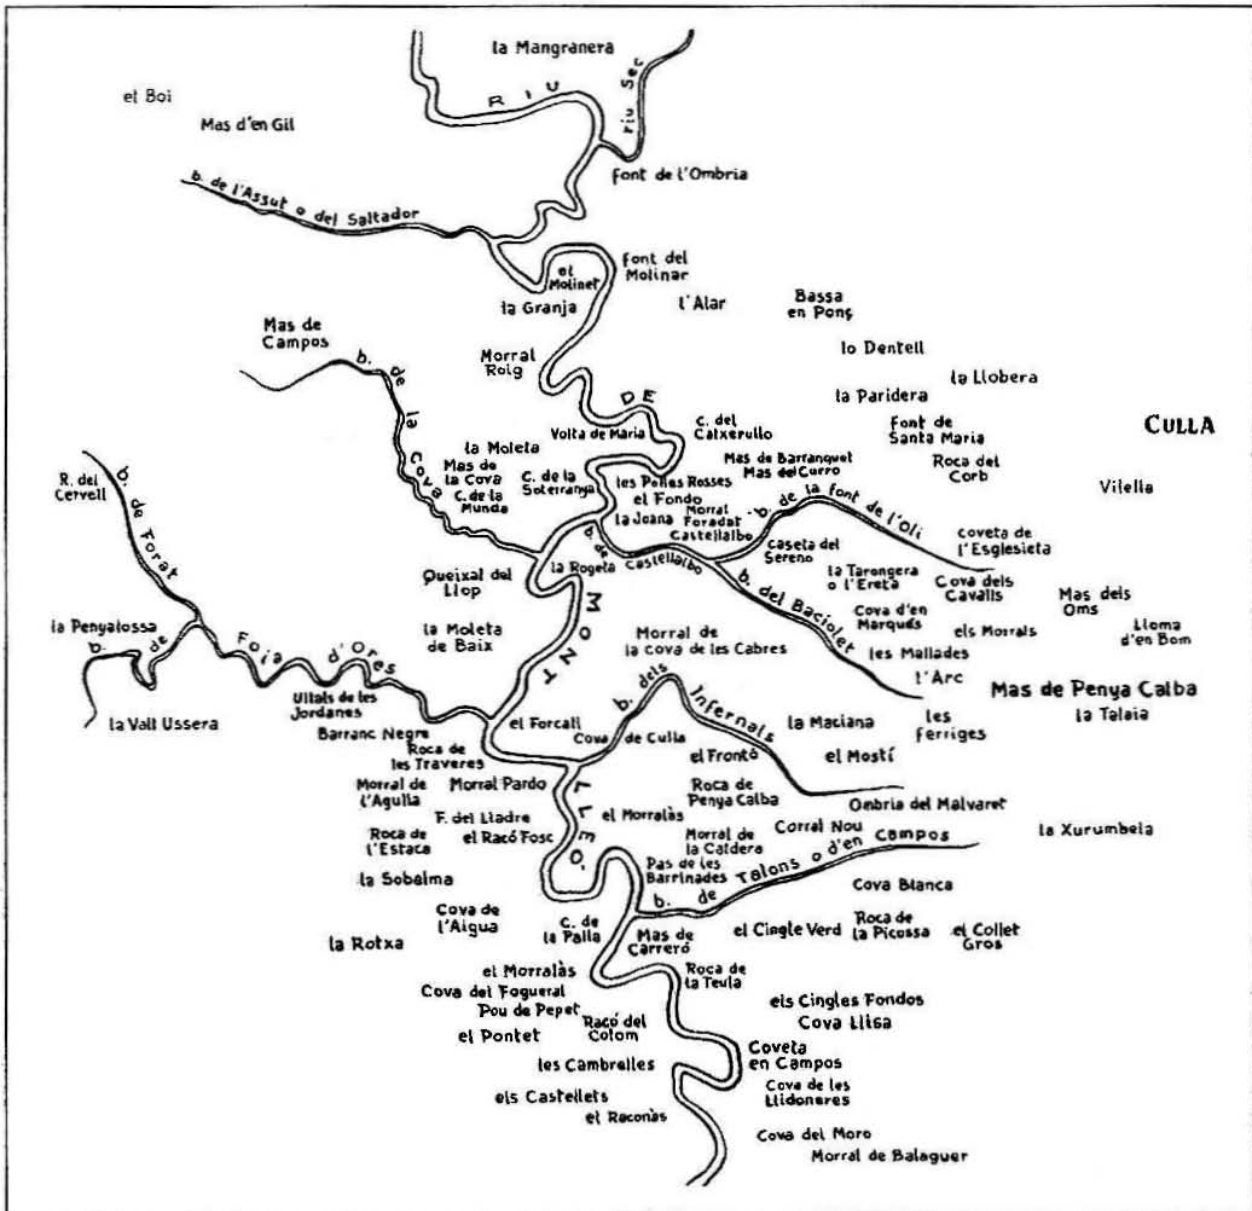 la Mangranera
RIU
riu Sec
el Boi
Mas d'en Gil
font de l'Ombria
b. de l'Assut o del Saltador
el
Molinet
font del
Molinar
la Granja
l'Alar
Bassa
en Ponç
Mas de
Campos
Morral
Roig
lo Dentell
la Llobera
la Paridera
b. de la Cova
DE
Volta de Maria
C. del
Catxerullo
font de
Santa Maria
CULLA
la Moleta
Mas de
la Cova
C. de la
Munda
C. de la
Soterranya
les Penes Rosses
el Fondo
Mas de Barranquet
Mas del Curro
Roca del
Corb
Vilella
R. del
Cervell
b. de Forat
la Joana
Morral
Foradat
Castellalbo
b. de la font de l'Oli
coveta de
l'Esglesieta
b. de Castellalbo
la Rogeta
Caseta del
Sereno
la Tarongera
o l'Ereta
Cova dels
Cavalls
Queixal del
Llop
b. del Baciolet
Cova d'en
Marqués
els Morrals
Mas dels
Oms
Lloma
d'en Bom
la Penyalossa
b. de Foia d'Ores
la Moleta
de Baix
MONT
Morral de
la Cova de les Cabres
les Mallades
l'Arc
Mas de Penya Calba
la Talaia
la Vall Ussera
Ullals de les
Jordanes
Barranc Negre
el Forcall
Cova de Culla
b. dels Infernals
la Maciana
les
ferriges
Roca de
les Traveres
el Frontó
el Mostí
Morral de
l'Agulla
Morral Pardo
LLEÓ
Roca de
Penya Calba
Ombria del Malvaret
F. del Lladre
el Morralàs
Roca de
l'Estaca
el Racó Fosc
Morral de
la Caldera
Corral Nou
la Xurumbela
la Sobalma
Pas de les
Barrinades
b. de Talons o d'en Campos
Cova Blanca
Cova de
l'Aigua
la Rotxa
C. de
la Palla
Mas de
Carreró
el Cingle Verd
Roca de
la Picossa
el Collet
Gros
el Morralàs
Roca de
la Teula
Cova del Fogueral
Pou de Pepet
el Pontet
Racó del
Colom
els Cingles Fondos
Cova Llisa
les Cambrelles
Coveta
en Campos
els Castellets
el Raconàs
Cova de les
Llidoneres
Cova del Moro
Morral de Balaguer